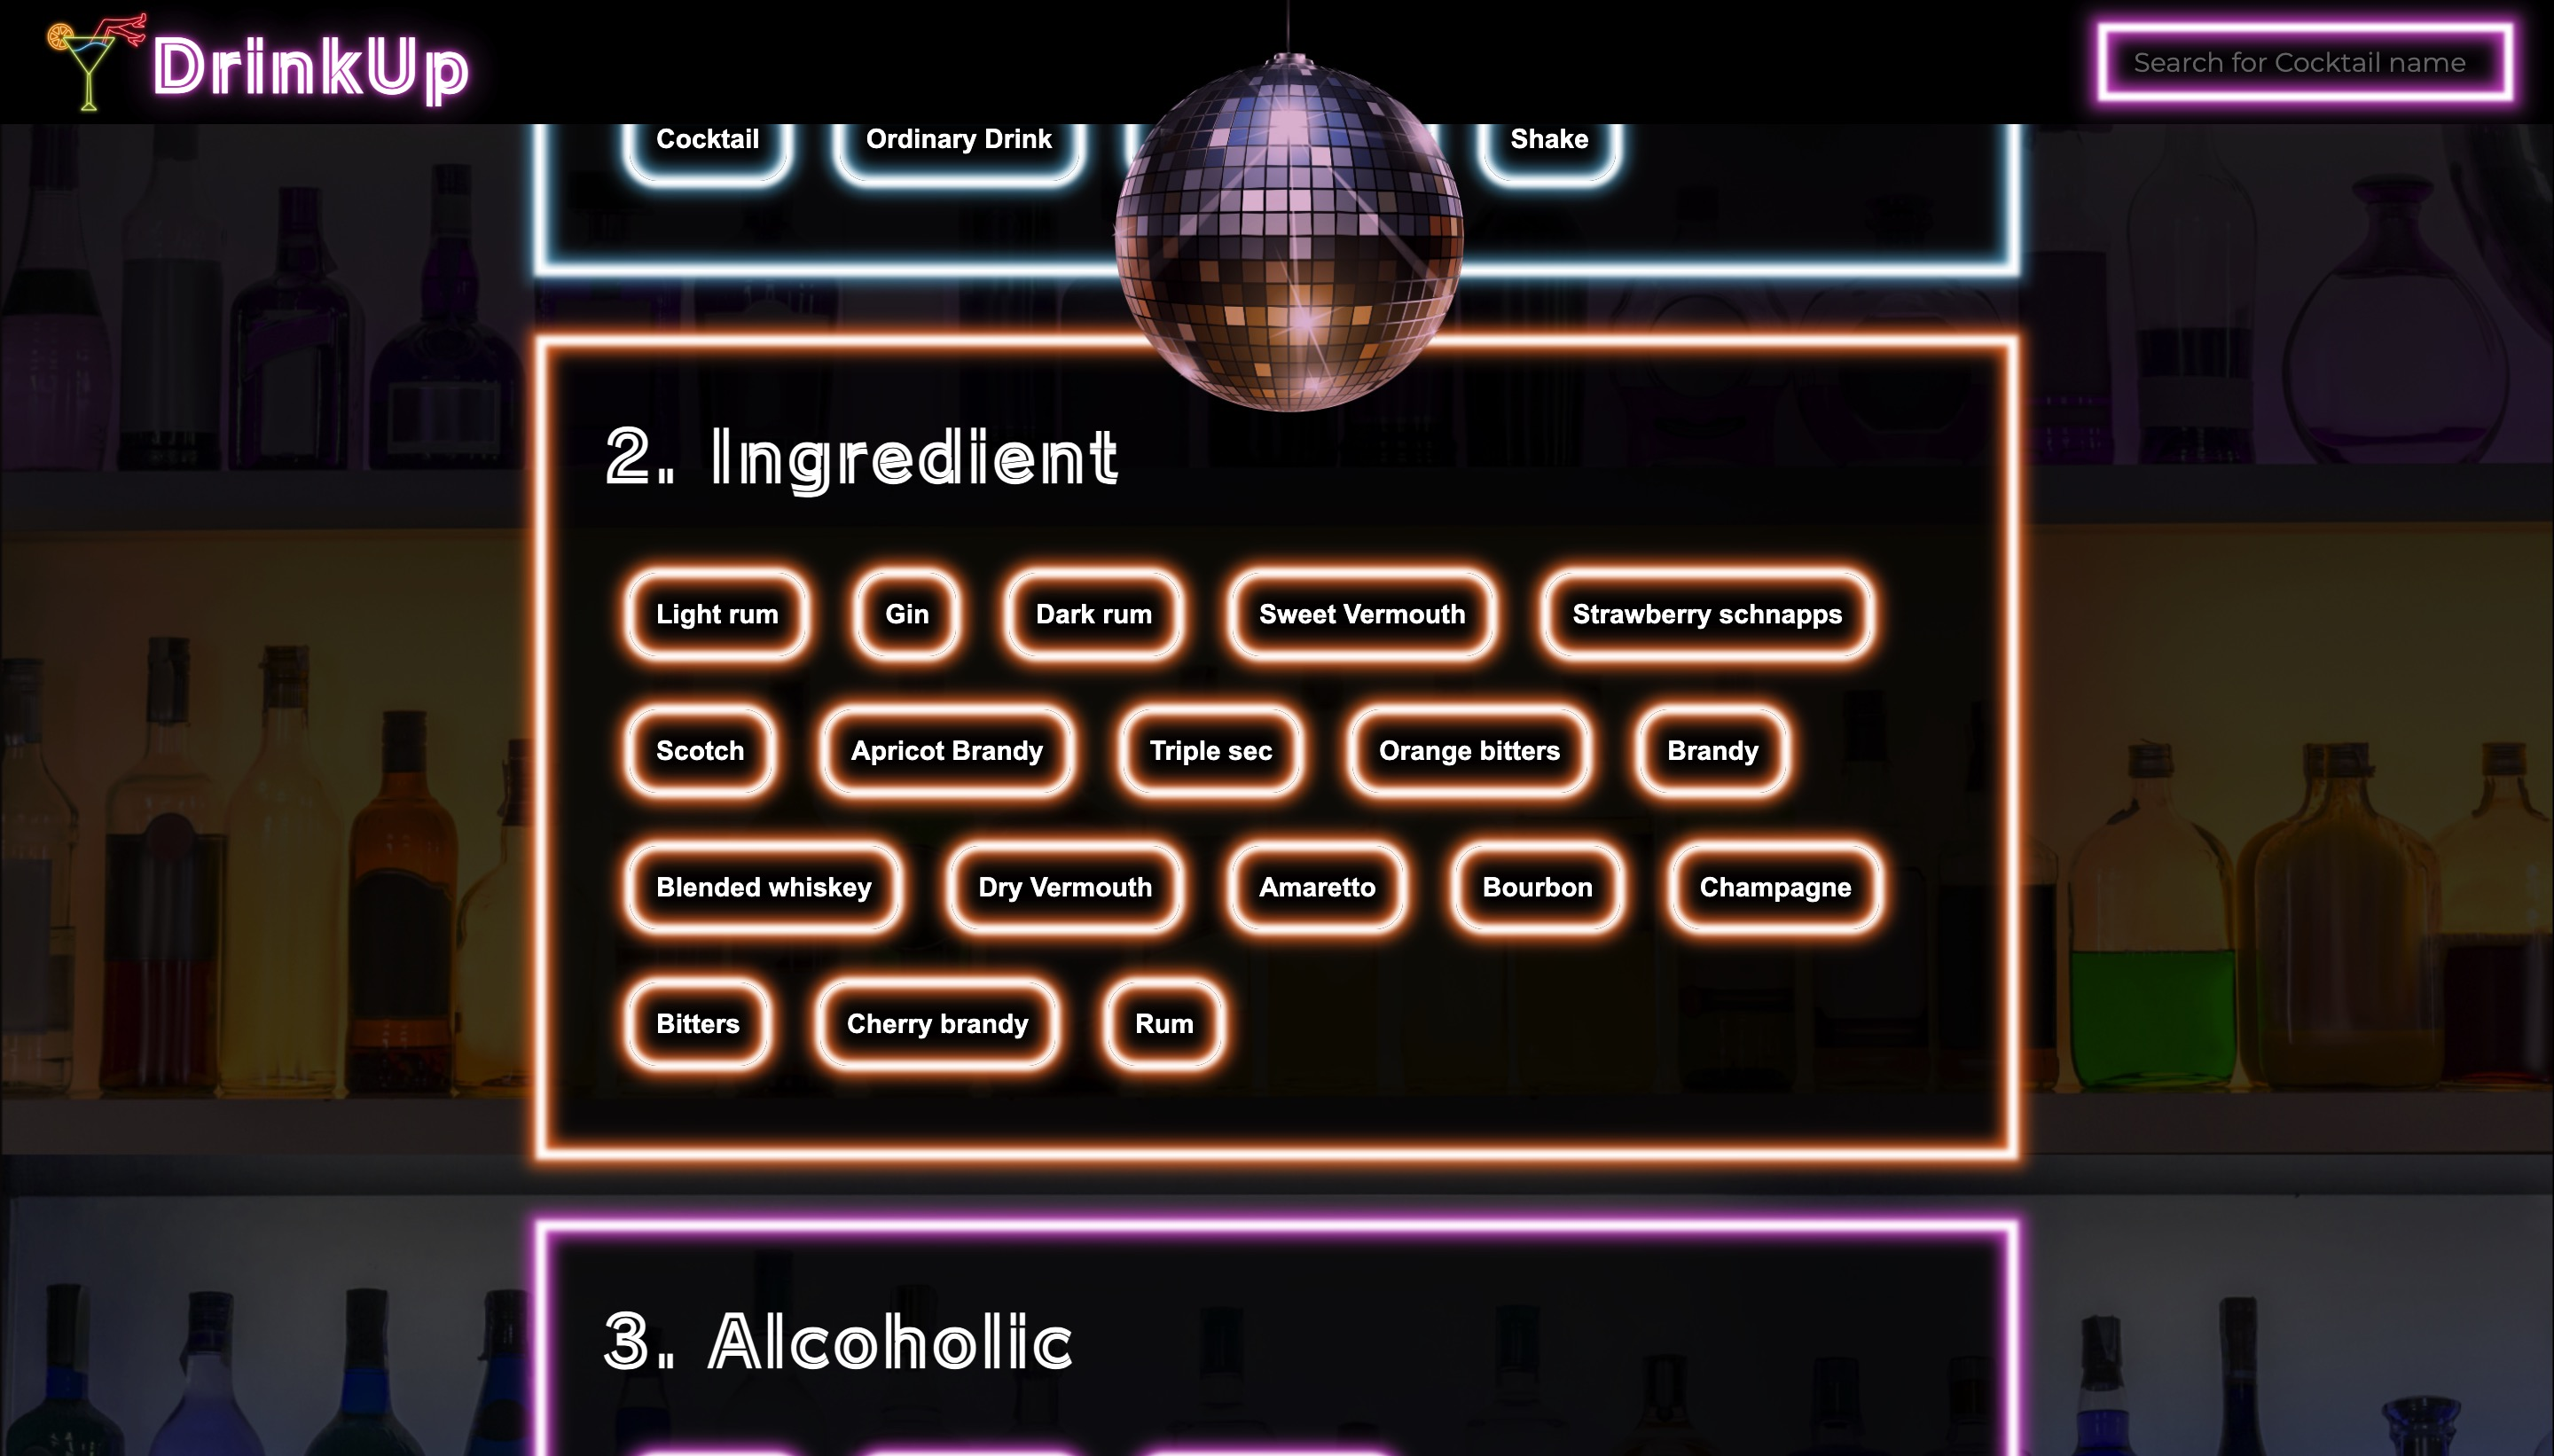 DrinkUp
Search for Cocktail name
Cocktail Ordinary Drink Shake
2. Ingredient
Light rum Gin Dark rum Sweet Vermouth Strawberry schnapps
Scotch Apricot Brandy Triple sec Orange bitters Brandy
Blended whiskey Dry Vermouth Amaretto Bourbon Champagne
Bitters Cherry brandy Rum
3. Alcoholic